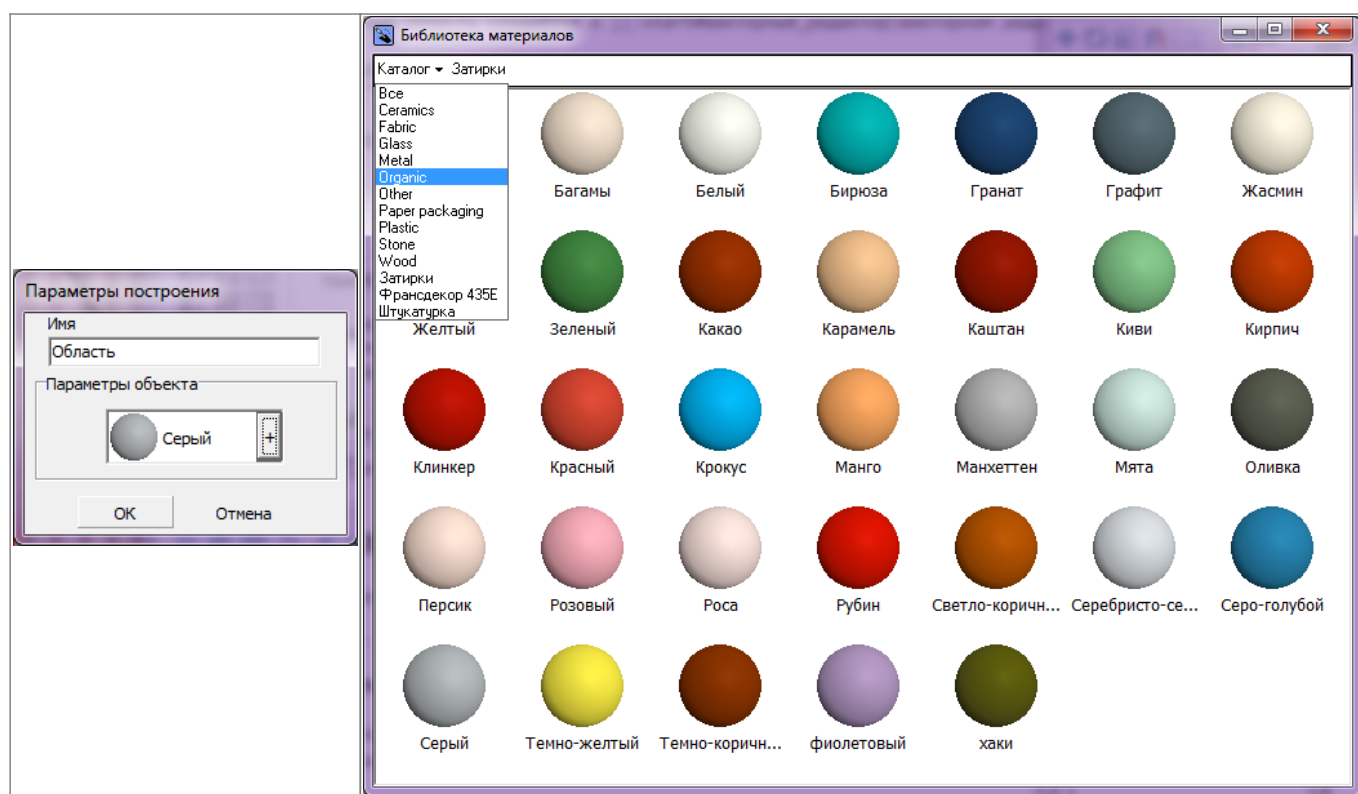 Параметры построения
Имя
Область
Параметры объекта
Серый +
ОК Отмена
Библиотека материалов
Каталог Затирки
Все
Ceramics
Fabric
Glass
Metal
Organic
Other
Paper packaging
Plastic
Stone
Wood
Затирки
Франсдекор 435Е
Штукатурка
Багамы Белый Бирюза Гранат Графит Жасмин
Желтый Зеленый Какао Карамель Каштан Киви Кирпич
Клинкер Красный Крокус Манго Манхеттен Мята Оливка
Персик Розовый Роса Рубин Светло-коричн... Серебристо-се... Серо-голубой
Серый Темно-желтый Темно-коричн... фиолетовый хаки